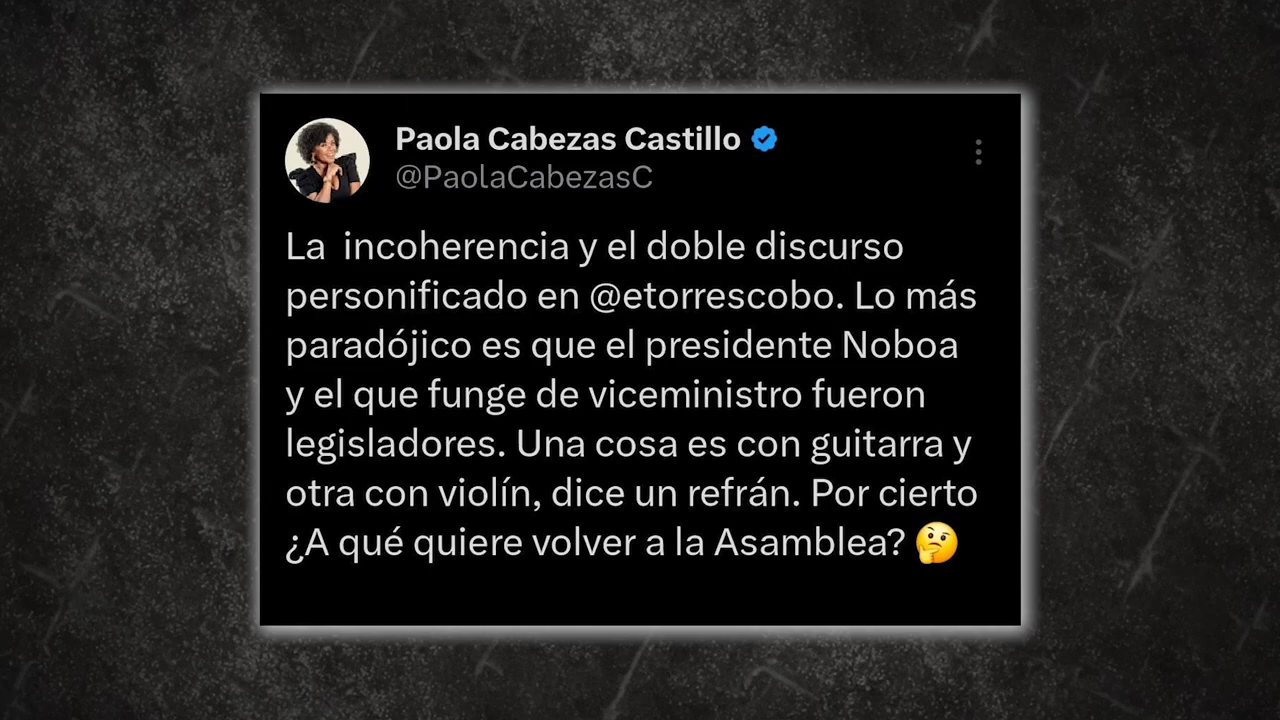 Paola Cabezas Castillo
@PaolaCabezasC
La  incoherencia y el doble discurso
personificado en @etorrescobo. Lo más
paradójico es que el presidente Noboa
y el que funge de viceministro fueron
legisladores. Una cosa es con guitarra y
otra con violín, dice un refrán. Por cierto
¿A qué quiere volver a la Asamblea? 🤔